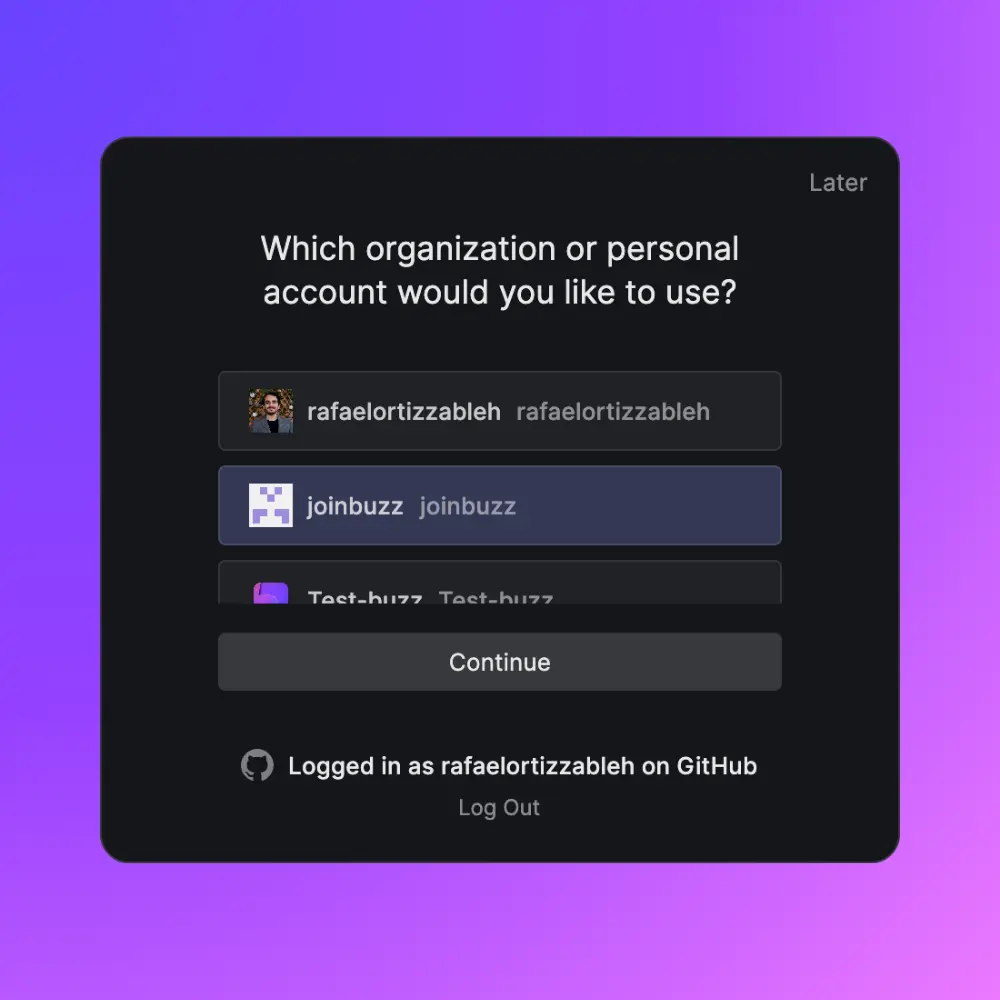 Later
Which organization or personal
account would you like to use?
rafaelortizzableh rafaelortizzableh
joinbuzz joinbuzz
Test-buzz Test-buzz
Continue
Logged in as rafaelortizzableh on GitHub
Log Out